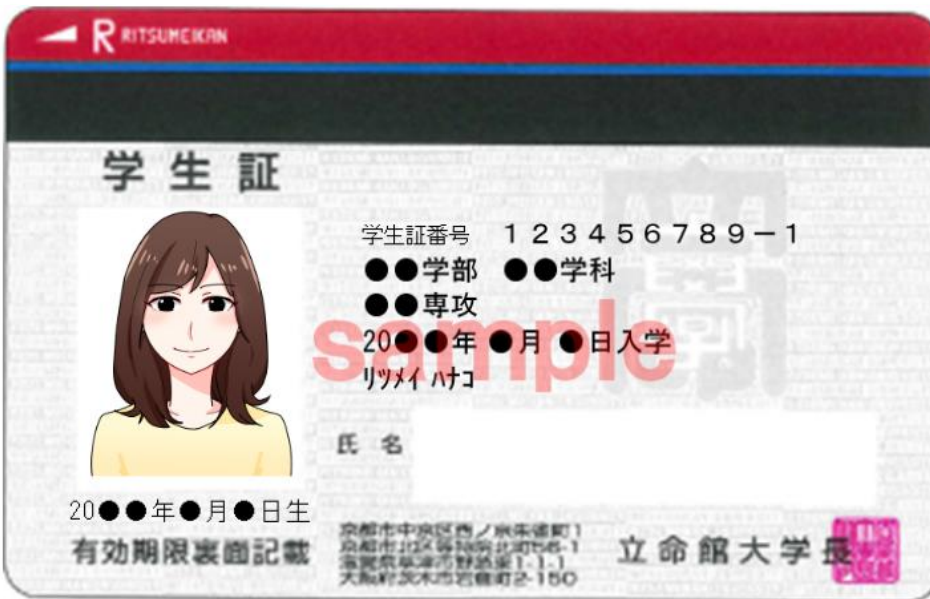 R RITSUMEIKAN
学生証
学生証番号 123456789-1
●●学部 ●●学科
●●専攻
20●●年 ●月 ●日入学
sample
リツメイ ハナコ
氏 名
20●●年●月●日生
有効期限裏面記載
京都市中京区西ノ京朱雀町1
京都市北区等持院北町56-1
滋賀県草津市野路東1-1-1
大阪府茨木市岩倉町2-150
立命館大学長